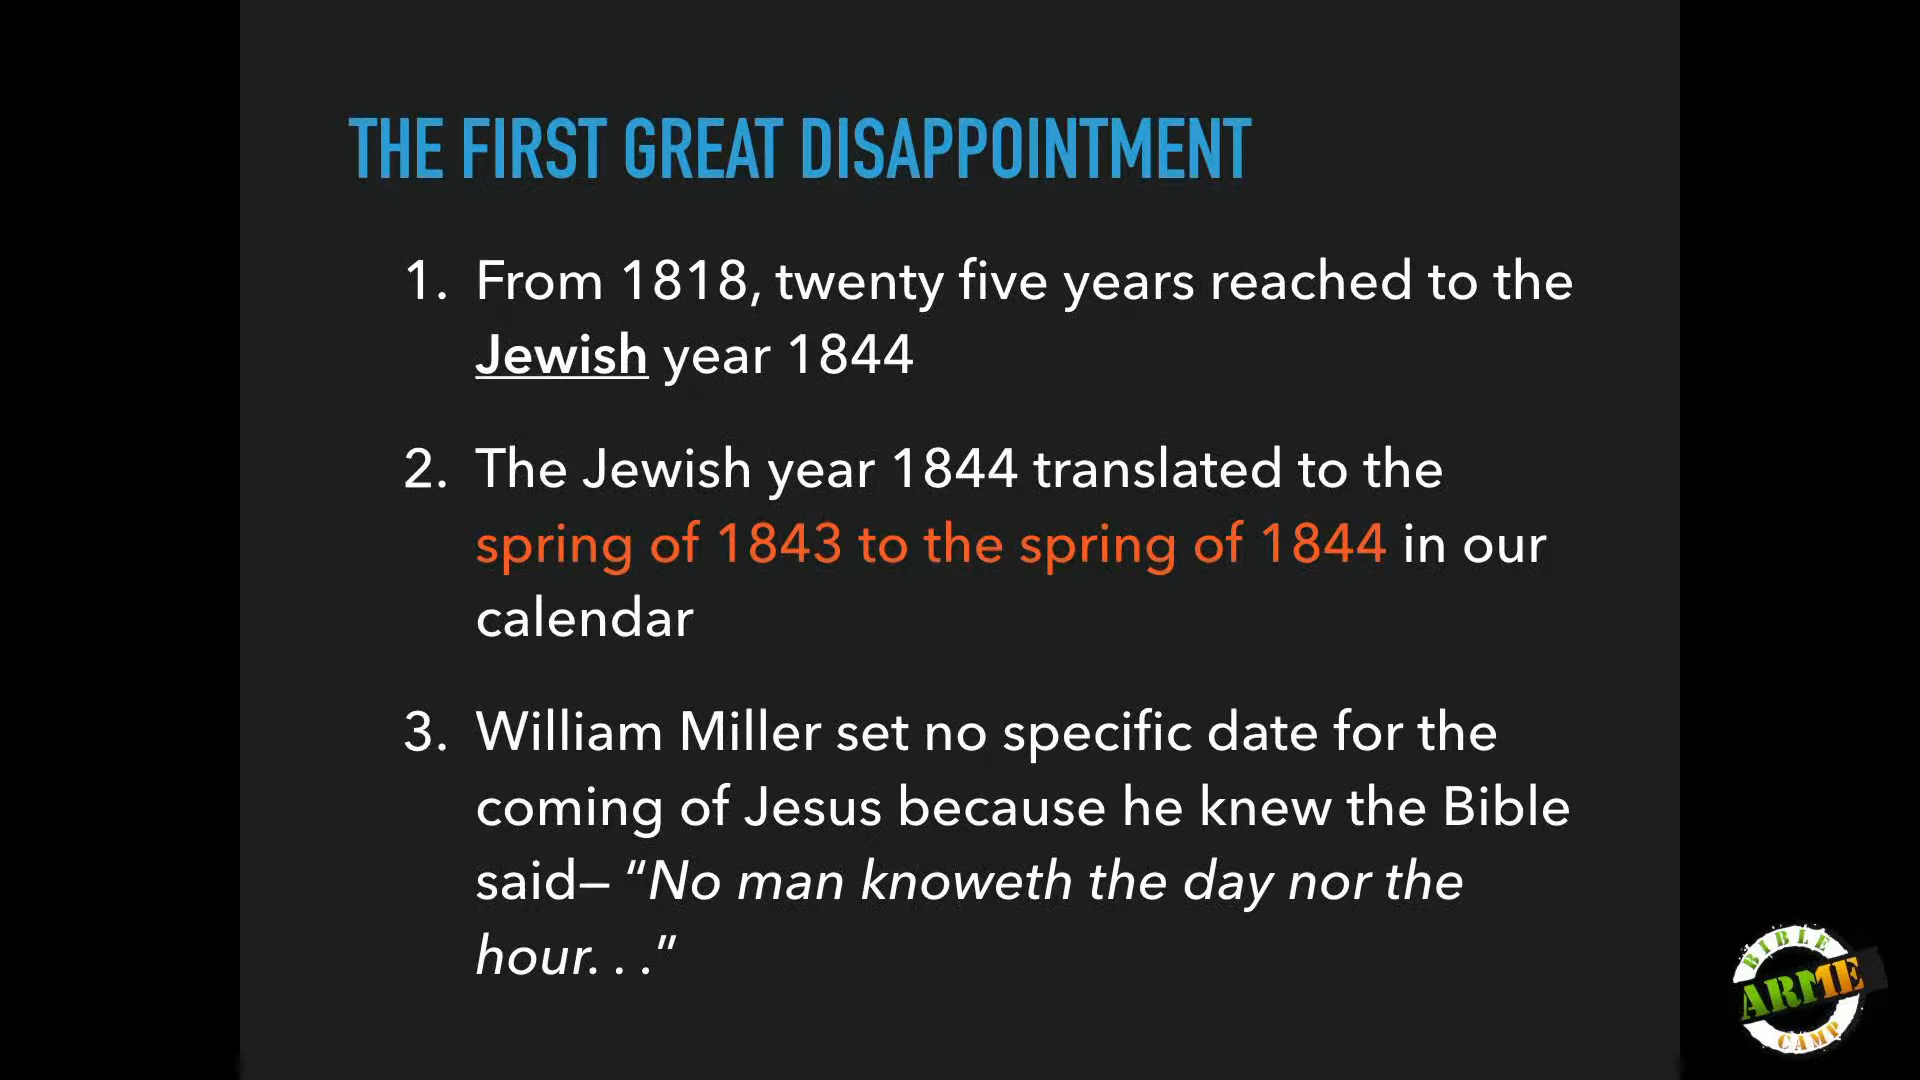 THE FIRST GREAT DISAPPOINTMENT
1. From 1818, twenty five years reached to the
Jewish year 1844
2. The Jewish year 1844 translated to the
spring of 1843 to the spring of 1844 in our
calendar
3. William Miller set no specific date for the
coming of Jesus because he knew the Bible
said— “No man knoweth the day nor the
hour. . .”
BIBLE
ARME
CAMP